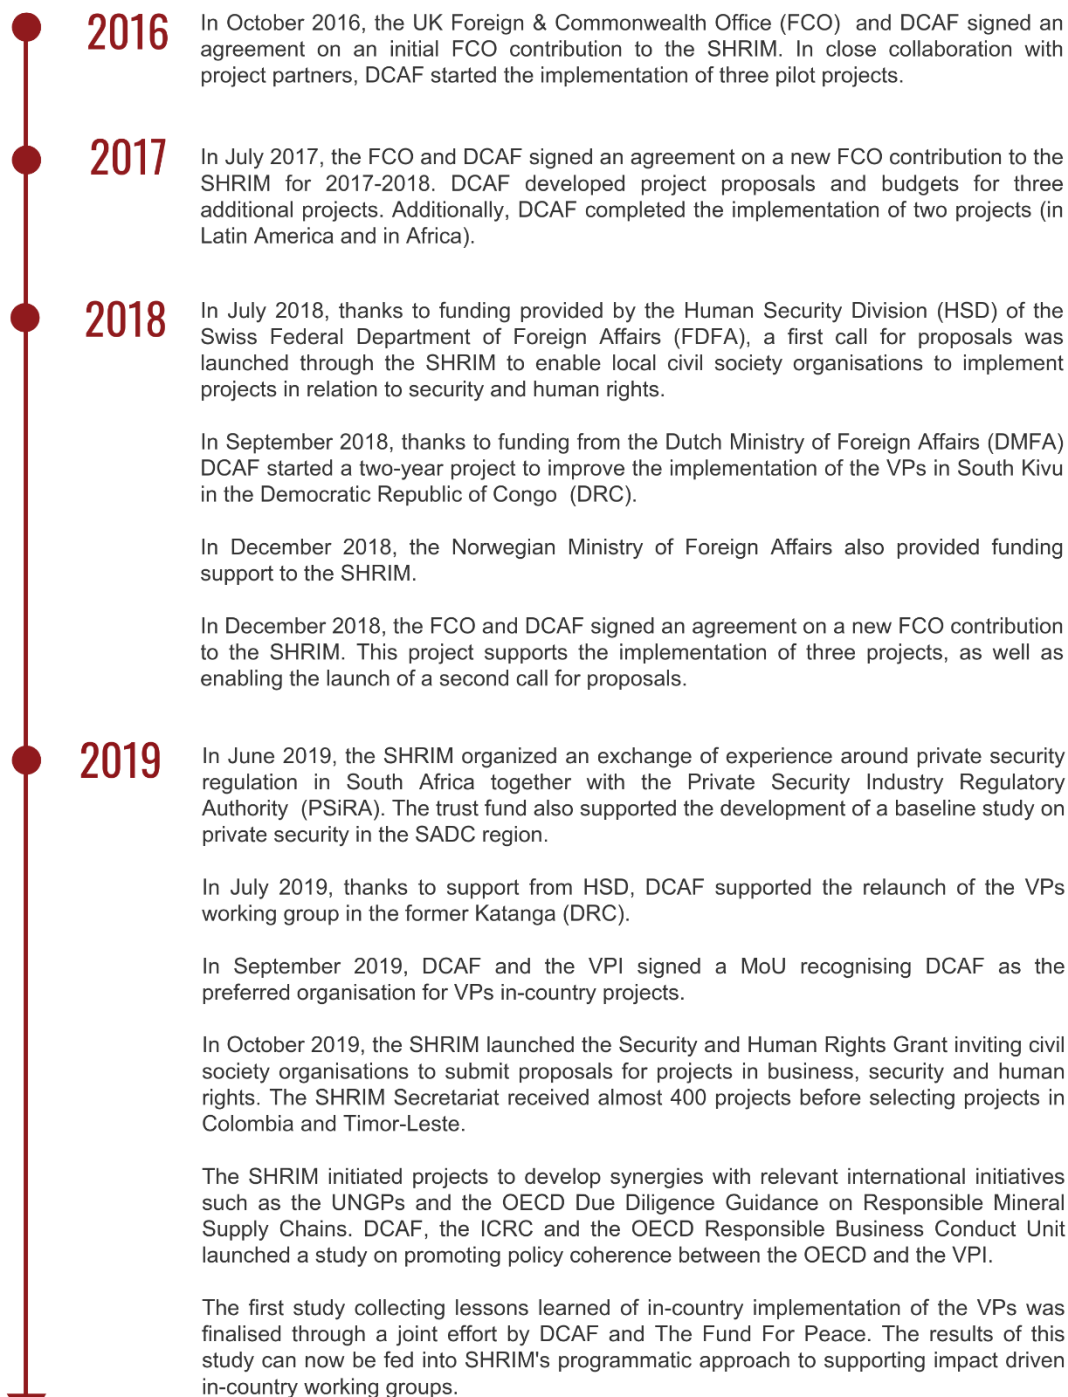 2016
In October 2016, the UK Foreign & Commonwealth Office (FCO)  and DCAF signed an
agreement on an initial FCO contribution to the SHRIM. In close collaboration with
project partners, DCAF started the implementation of three pilot projects.
2017
In July 2017, the FCO and DCAF signed an agreement on a new FCO contribution to the
SHRIM for 2017-2018. DCAF developed project proposals and budgets for three
additional projects. Additionally, DCAF completed the implementation of two projects (in
Latin America and in Africa).
2018
In July 2018, thanks to funding provided by the Human Security Division (HSD) of the
Swiss Federal Department of Foreign Affairs (FDFA), a first call for proposals was
launched through the SHRIM to enable local civil society organisations to implement
projects in relation to security and human rights.
In September 2018, thanks to funding from the Dutch Ministry of Foreign Affairs (DMFA)
DCAF started a two-year project to improve the implementation of the VPs in South Kivu
in the Democratic Republic of Congo  (DRC).
In December 2018, the Norwegian Ministry of Foreign Affairs also provided funding
support to the SHRIM.
In December 2018, the FCO and DCAF signed an agreement on a new FCO contribution
to the SHRIM. This project supports the implementation of three projects, as well as
enabling the launch of a second call for proposals.
2019
In June 2019, the SHRIM organized an exchange of experience around private security
regulation in South Africa together with the Private Security Industry Regulatory
Authority  (PSiRA). The trust fund also supported the development of a baseline study on
private security in the SADC region.
In July 2019, thanks to support from HSD, DCAF supported the relaunch of the VPs
working group in the former Katanga (DRC).
In September 2019, DCAF and the VPI signed a MoU recognising DCAF as the
preferred organisation for VPs in-country projects.
In October 2019, the SHRIM launched the Security and Human Rights Grant inviting civil
society organisations to submit proposals for projects in business, security and human
rights. The SHRIM Secretariat received almost 400 projects before selecting projects in
Colombia and Timor-Leste.
The SHRIM initiated projects to develop synergies with relevant international initiatives
such as the UNGPs and the OECD Due Diligence Guidance on Responsible Mineral
Supply Chains. DCAF, the ICRC and the OECD Responsible Business Conduct Unit
launched a study on promoting policy coherence between the OECD and the VPI.
The first study collecting lessons learned of in-country implementation of the VPs was
finalised through a joint effort by DCAF and The Fund For Peace. The results of this
study can now be fed into SHRIM's programmatic approach to supporting impact driven
in-country working groups.